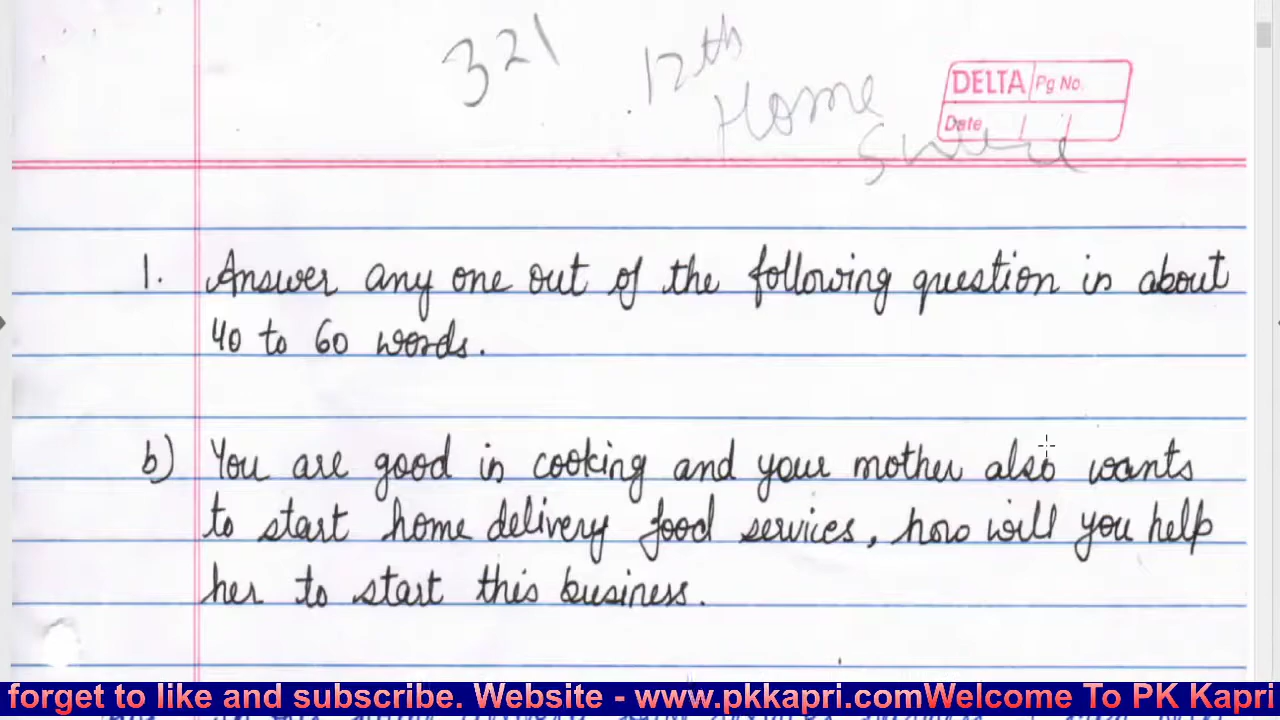 321
12th
Home
DELTA Pg No.
Date / /
1. Answer any one out of the following question in about
40 to 60 words.
b) You are good in cooking and your mother also wants
to start home delivery food services, how will you help
her to start this business.
forget to like and subscribe. Website - www.pkkapri.comWelcome To PK Kapri